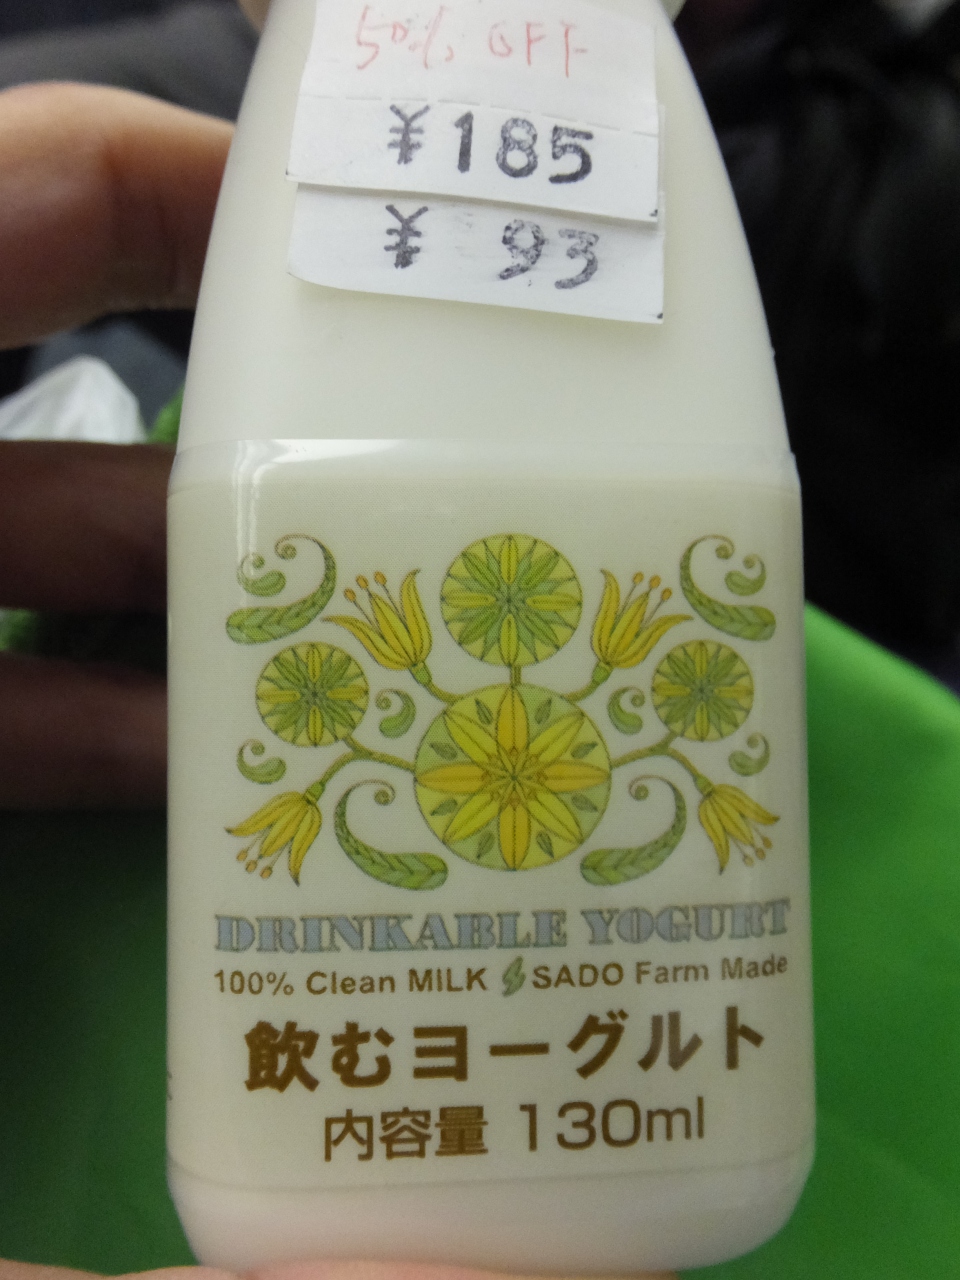 50% OFF
¥185
¥ 93
DRINKABLE YOGURT
100% Clean MILK SADO Farm Made
飲むヨーグルト
内容量 130ml